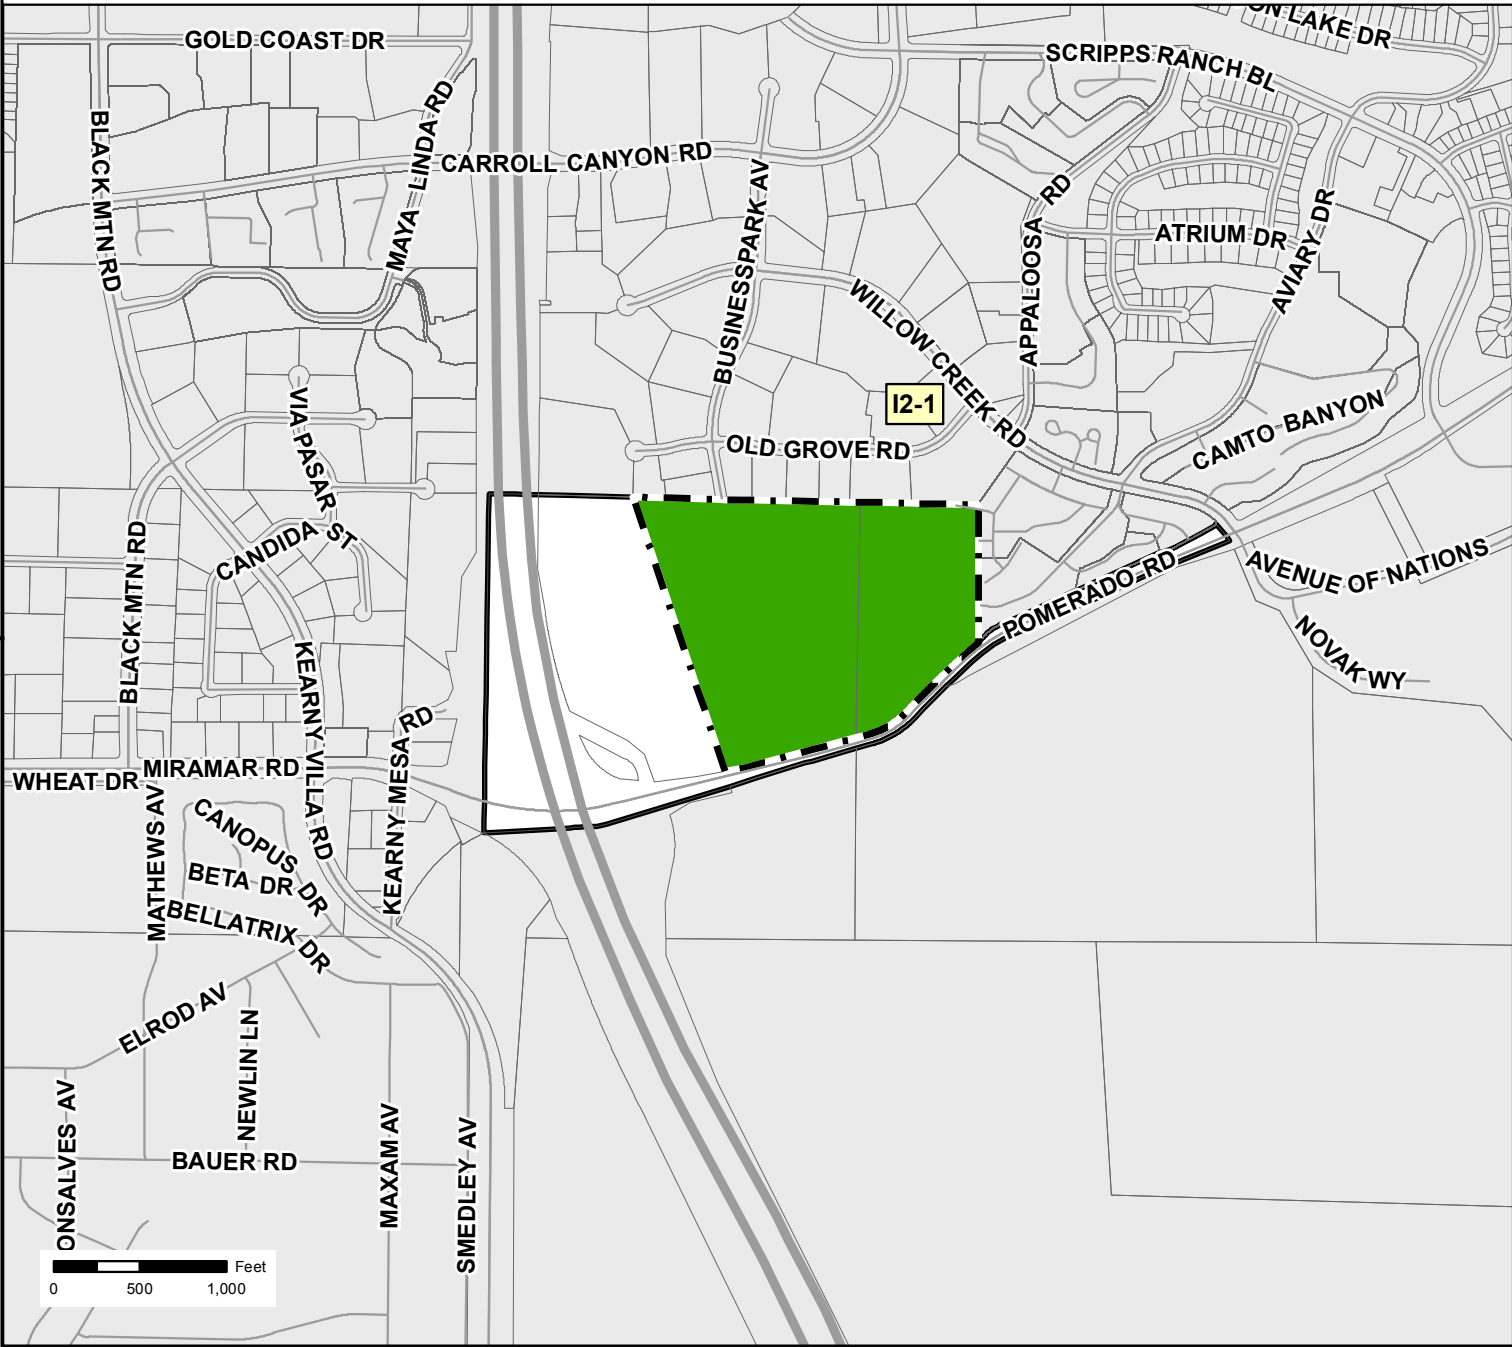 ON LAKE DR
GOLD COAST DR
SCRIPPS RANCH BL
BLACK MTN RD
MAYA LINDA RD
CARROLL CANYON RD
BUSINESSPARK AV
APPALOOSA RD
ATRIUM DR
AVIARY DR
WILLOW CREEK RD
I2-1
VIA PASAR
OLD GROVE RD
CAMTO BANYON
CANDIDA ST
BLACK MTN RD
POMERADO RD
AVENUE OF NATIONS
NOVAK WY
KEARNY VILLA RD
KEARNY MESA RD
WHEAT DR
MIRAMAR RD
MATHEWS AV
CANOPUS DR
BETA DR
BELLATRIX DR
ELROD AV
NEWLIN LN
ONSALVES AV
BAUER RD
MAXAM AV
SMEDLEY AV
Feet
0 500 1,000